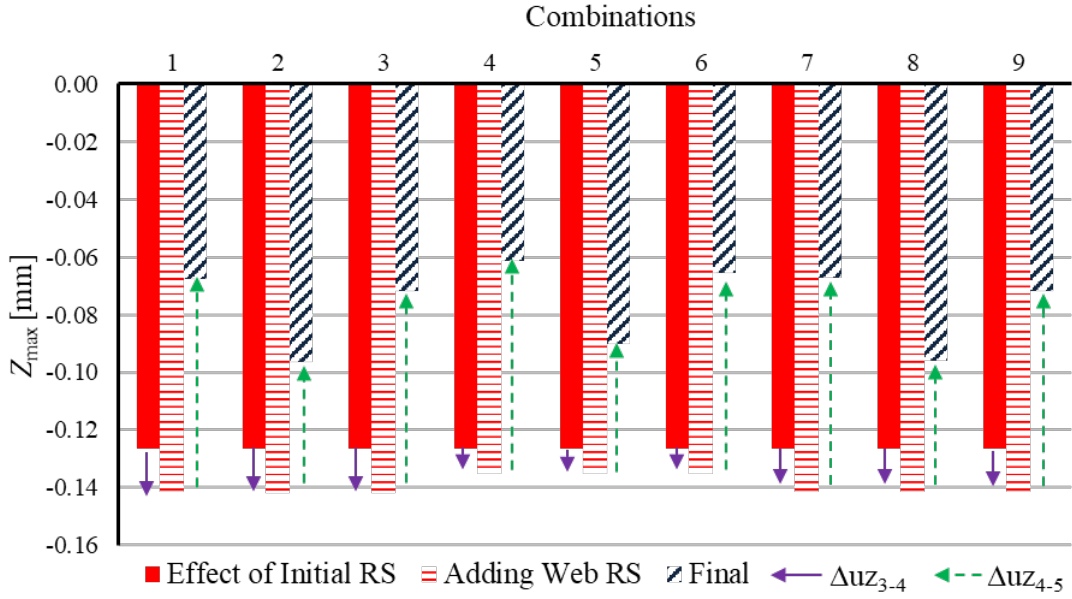 Combinations
1 2 3 4 5 6 7 8 9
0.00
-0.02
-0.04
-0.06
-0.08
-0.10
-0.12
-0.14
-0.16
Zmax [mm]
Effect of Initial RS Adding Web RS Final Δuz3-4 Δuz4-5